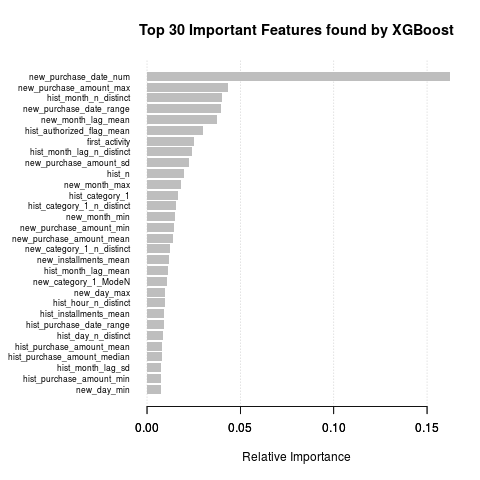 Top 30 Important Features found by XGBoost
new_purchase_date_num
new_purchase_amount_max
hist_month_n_distinct
new_purchase_date_range
new_month_lag_mean
hist_authorized_flag_mean
first_activity
hist_month_lag_n_distinct
new_purchase_amount_sd
hist_n
new_month_max
hist_category_1
hist_category_1_n_distinct
new_month_min
new_purchase_amount_min
new_purchase_amount_mean
new_category_1_n_distinct
new_installments_mean
hist_month_lag_mean
new_category_1_ModeN
new_day_max
hist_hour_n_distinct
hist_installments_mean
hist_purchase_date_range
hist_day_n_distinct
hist_purchase_amount_mean
hist_purchase_amount_median
hist_month_lag_sd
hist_purchase_amount_min
new_day_min
0.00 0.05 0.10 0.15
Relative Importance